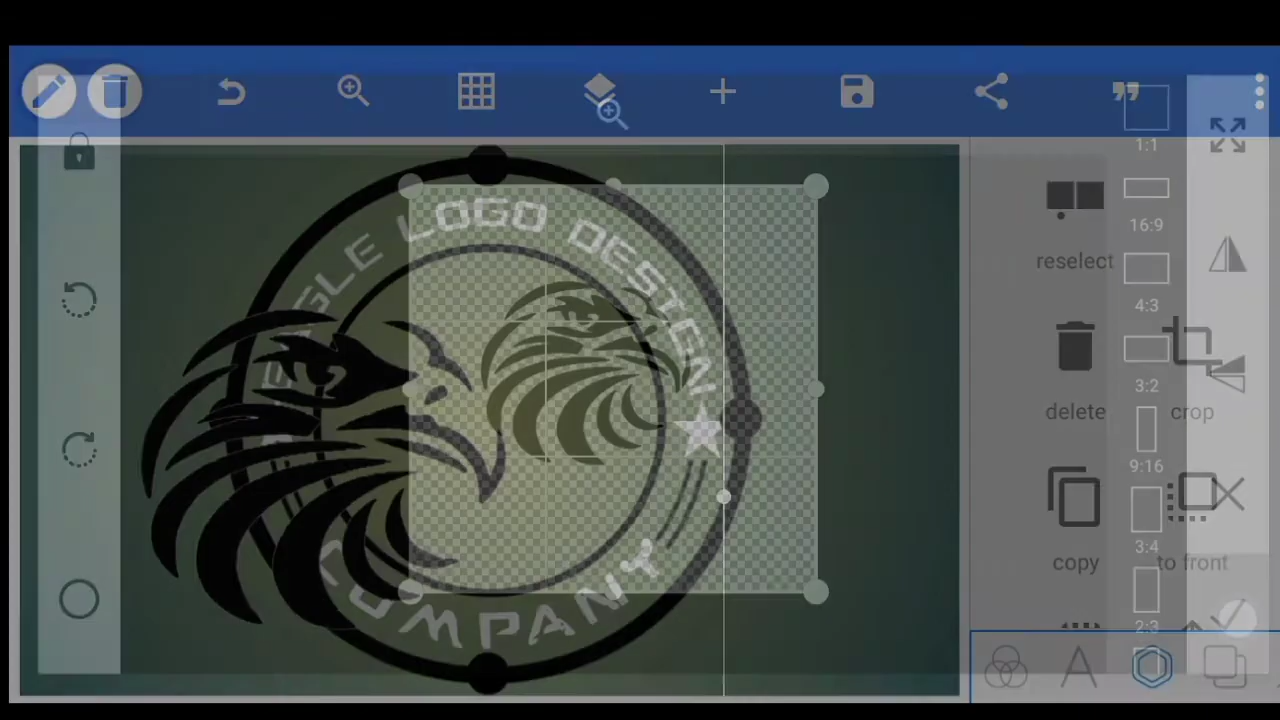 1:1
reselect
16:9
4:3
3:2
delete
crop
9:16
3:4
copy
to front
2:3
EAGLE LOGO DESIGN
COMPANY